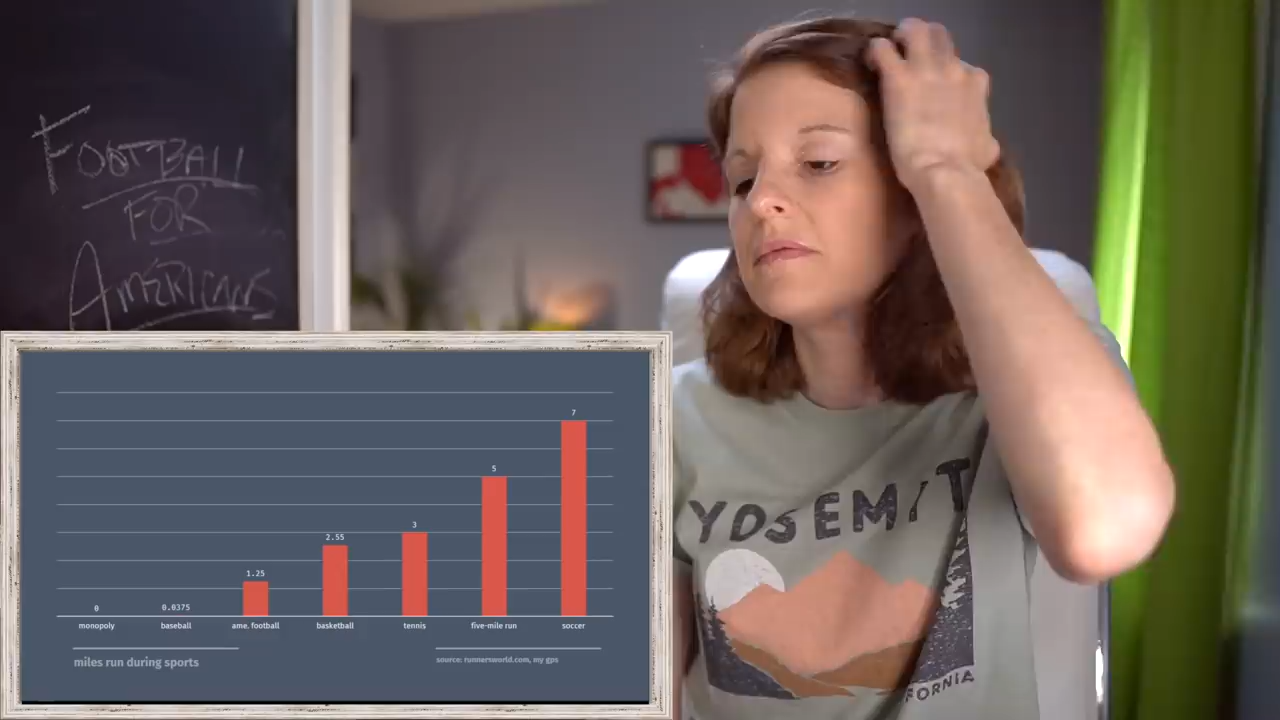 FOOTBALL
FOR
AMERICANS
YOSEMIT
FORNIA
7
5
3
2.55
1.25
0.0375
0
monopoly baseball ame. football basketball tennis five-mile run soccer
miles run during sports
source: runnersworld.com, my gps